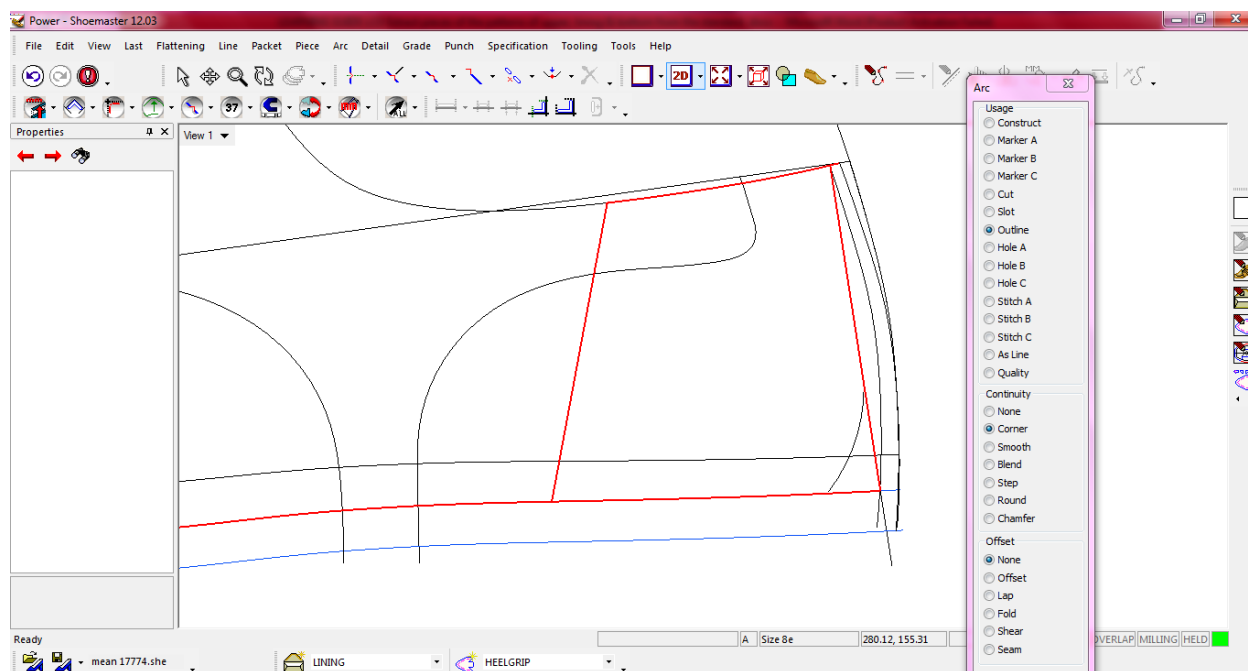 Power - Shoemaster 12.03
File Edit View Last Flattening Line Packet Piece Arc Detail Grade Punch Specification Tooling Tools Help
2D
37
ALL
Properties
View 1
Arc
Usage
Construct
Marker A
Marker B
Marker C
Cut
Slot
Outline
Hole A
Hole B
Hole C
Stitch A
Stitch B
Stitch C
As Line
Quality
Continuity
None
Corner
Smooth
Blend
Step
Round
Chamfer
Offset
None
Offset
Lap
Fold
Shear
Seam
Ready
A Size 8e 280.12, 155.31 OVERLAP MILLING HELD
mean 17774.she LINING HEELGRIP